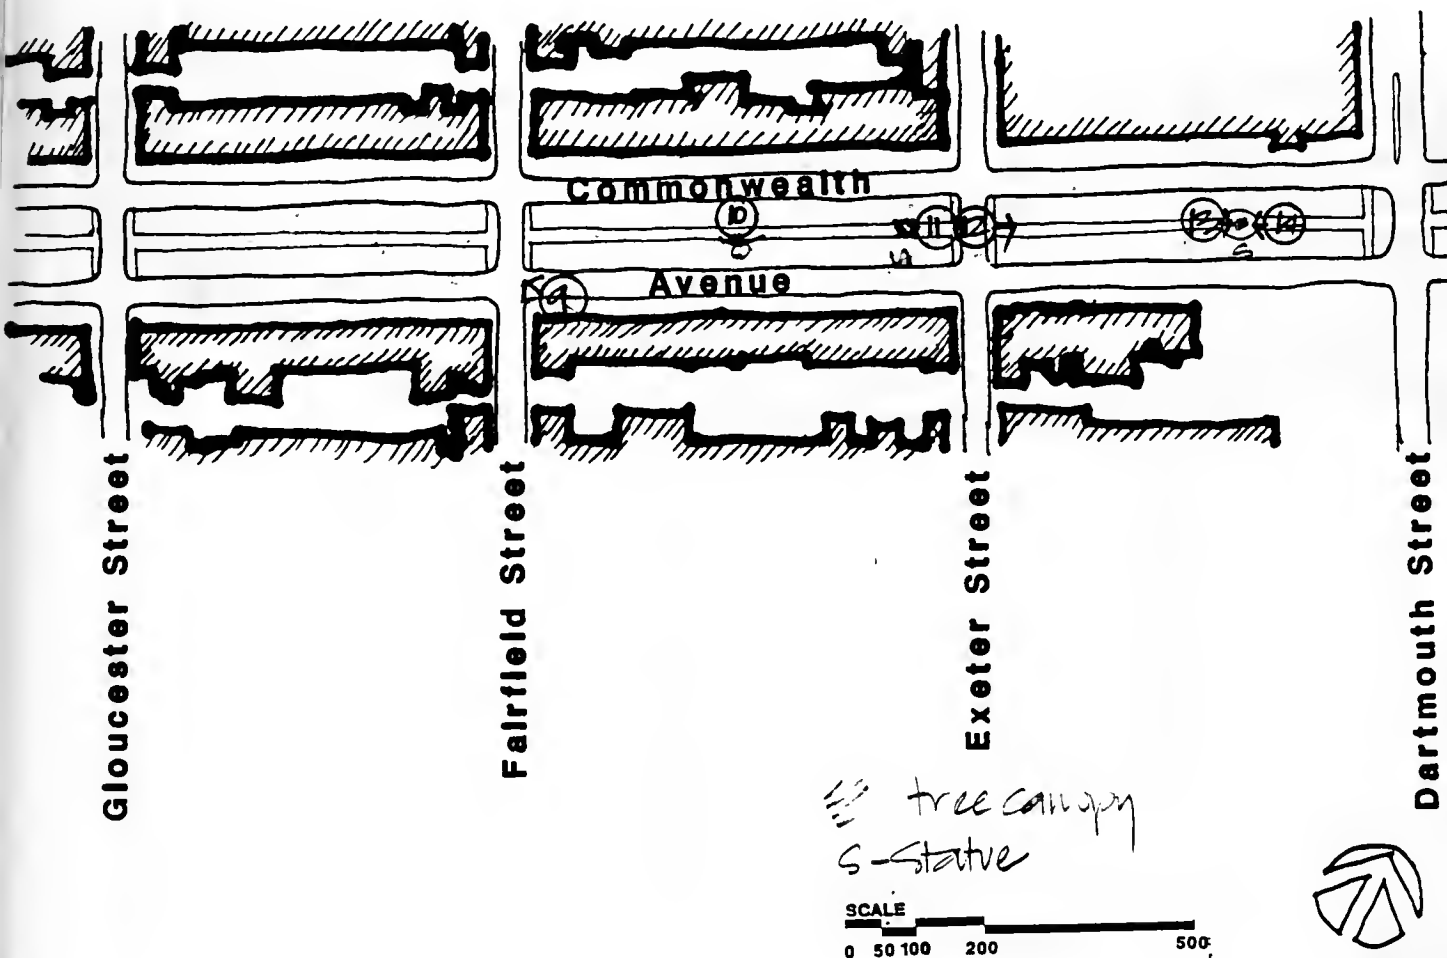 Commonwealth
10
11
12
13
14
S
Avenue
9
Gloucester Street
Fairfield Street
Exeter Street
Dartmouth Street
tree canopy
S-Statue
SCALE
0 50 100 200 500